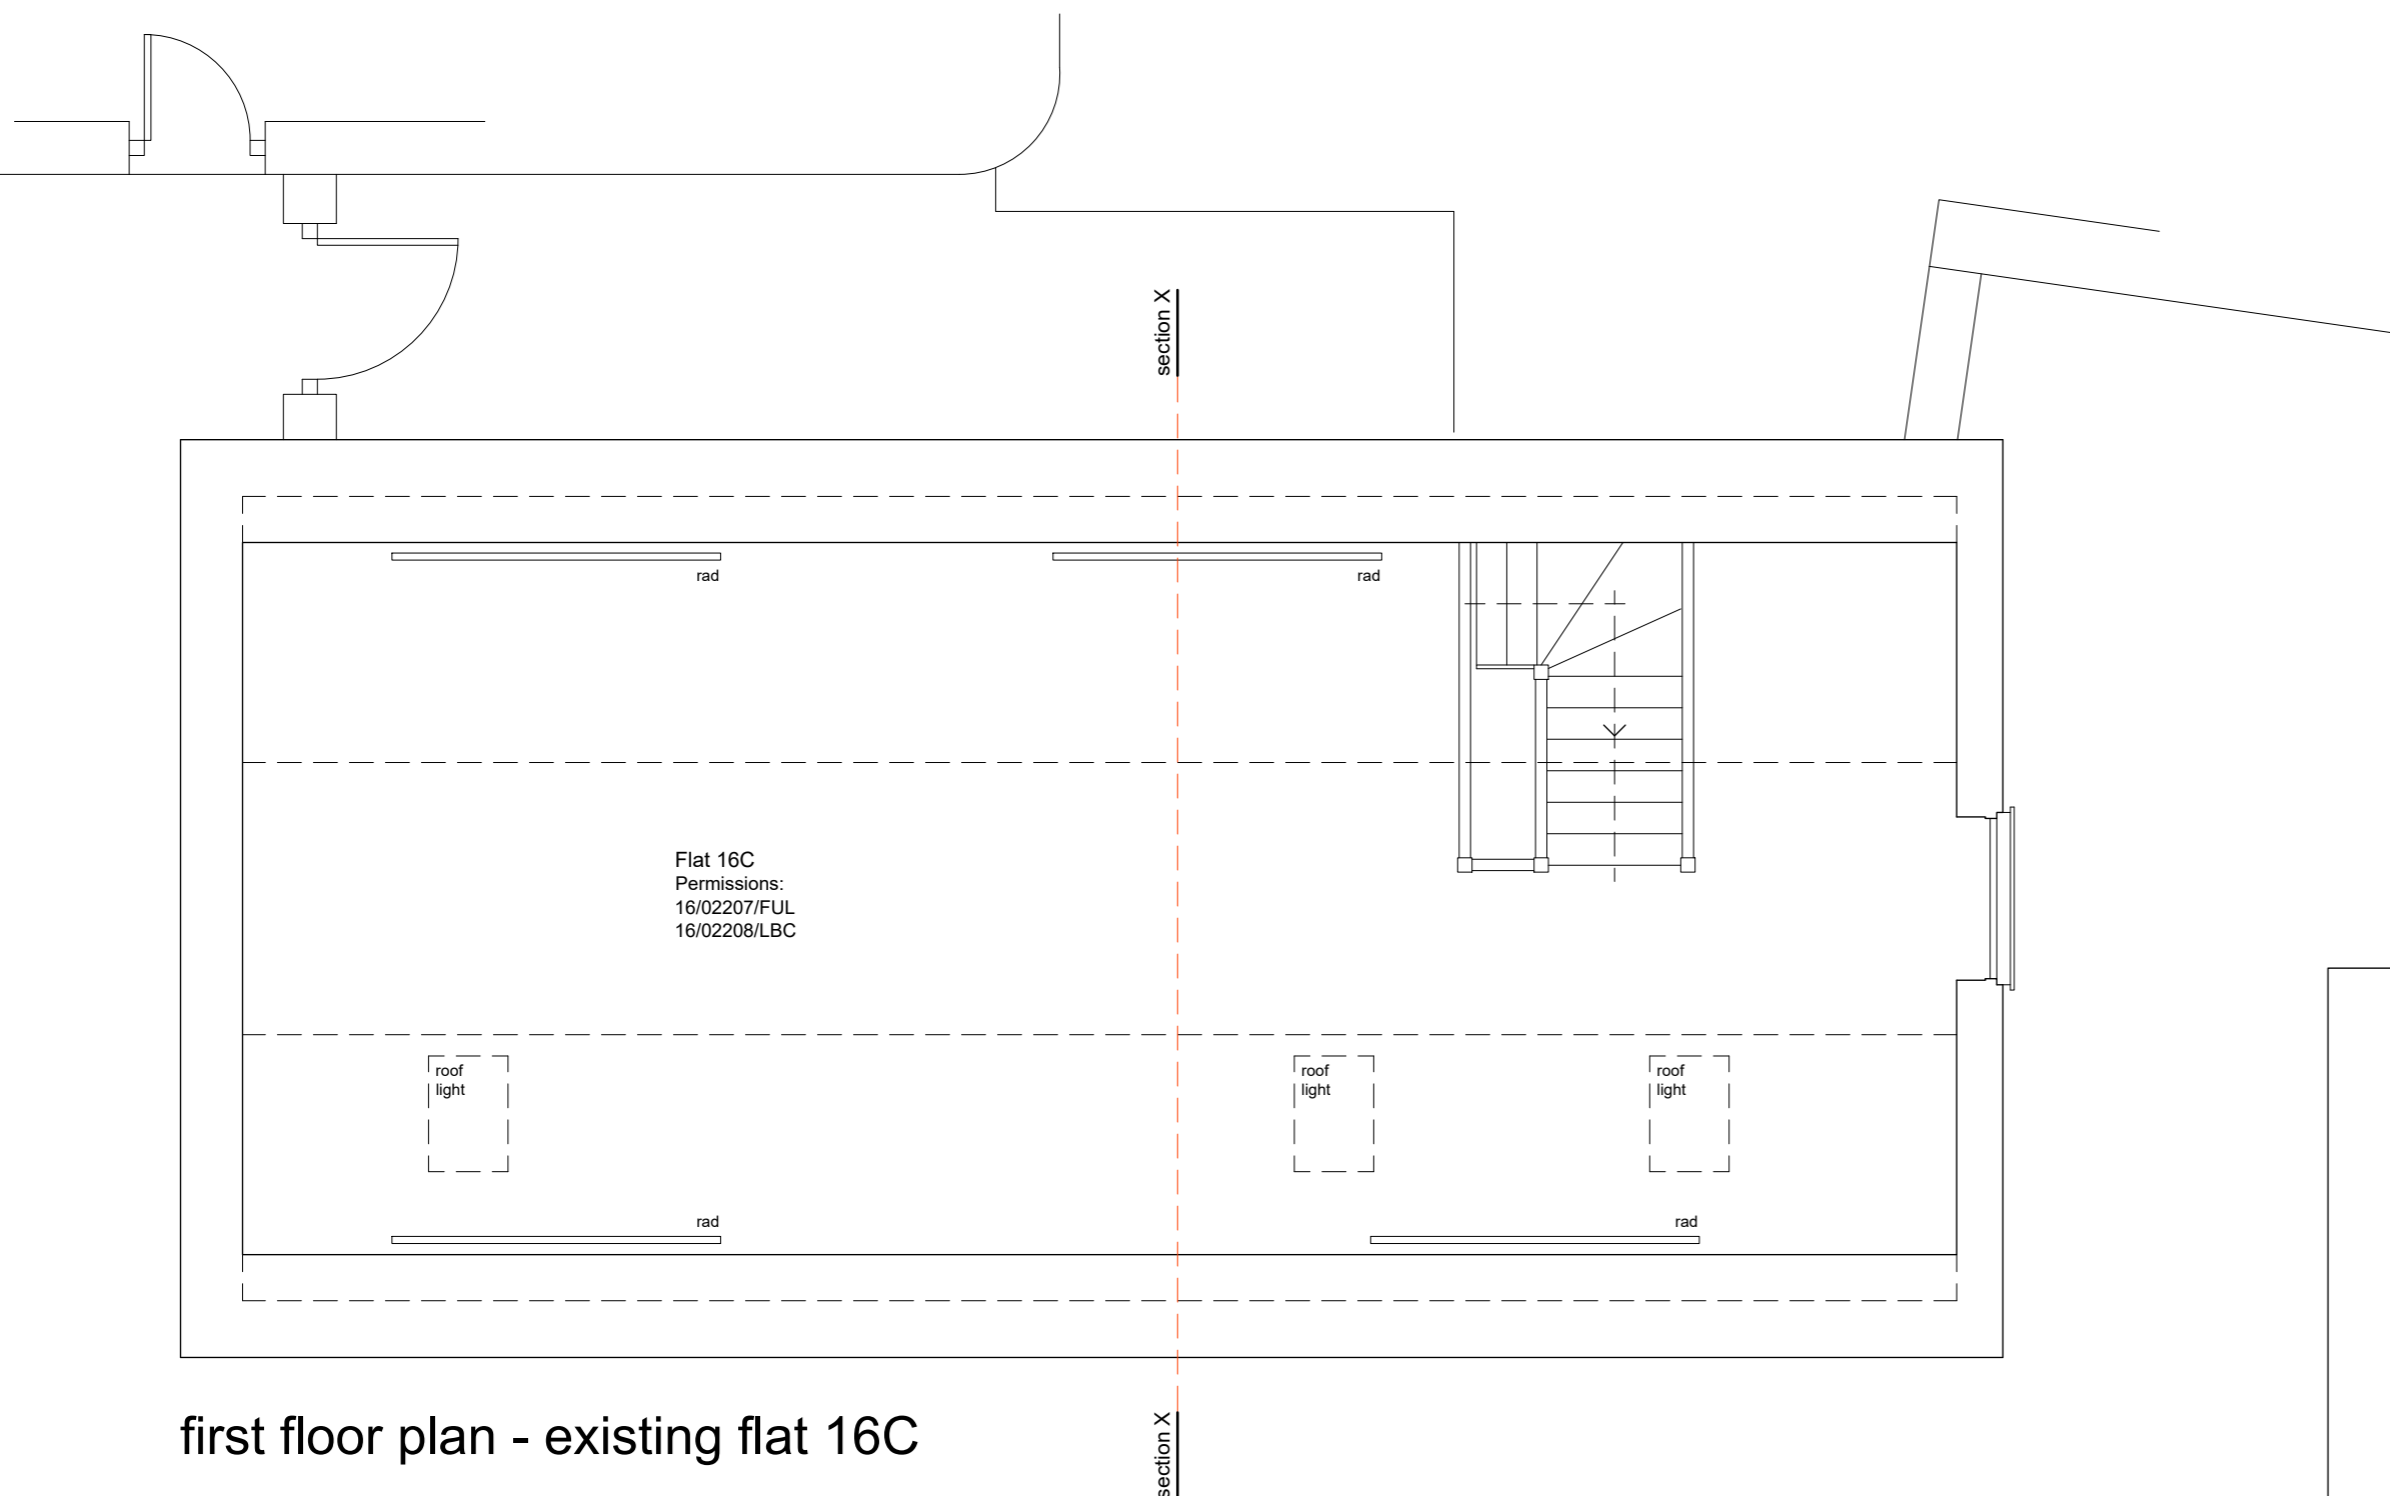 section X
rad
rad
Flat 16C
Permissions:
16/02207/FUL
16/02208/LBC
roof
light
roof
light
roof
light
rad
rad
first floor plan - existing flat 16C
section X